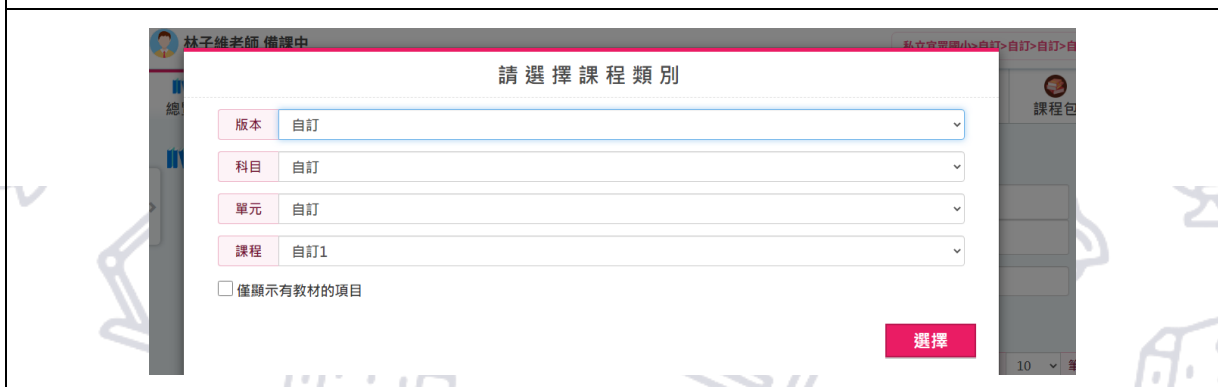 林子維老師 備課中
私立宜眾國小>自訂>自訂>自訂>自
請選擇課程類別
總
課程包
版本 自訂
科目 自訂
單元 自訂
課程 自訂1
僅顯示有教材的項目
選擇
10